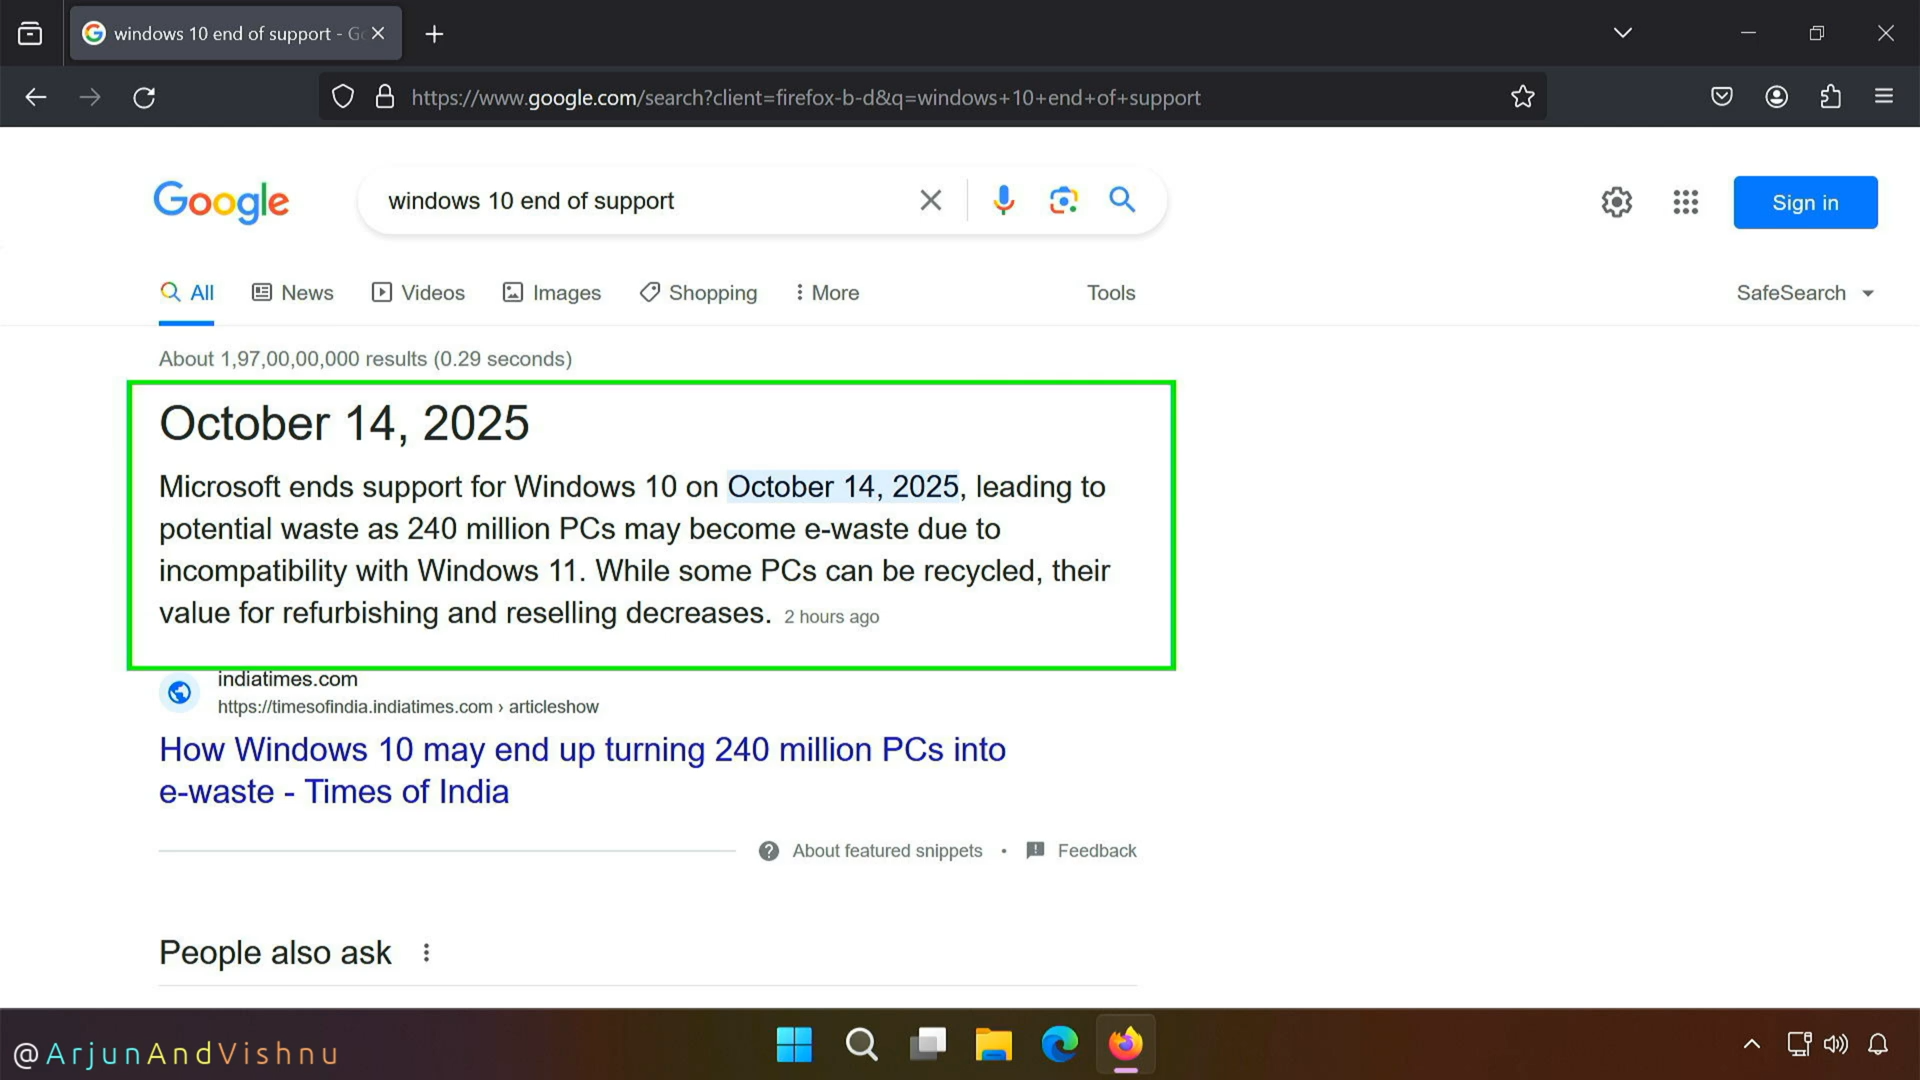 windows 10 end of support - Go
https://www.google.com/search?client=firefox-b-d&q=windows+10+end+of+support
Google
windows 10 end of support
Sign in
All News Videos Images Shopping More Tools SafeSearch
About 1,97,00,00,000 results (0.29 seconds)
October 14, 2025
Microsoft ends support for Windows 10 on October 14, 2025, leading to
potential waste as 240 million PCs may become e-waste due to
incompatibility with Windows 11. While some PCs can be recycled, their
value for refurbishing and reselling decreases. 2 hours ago
indiatimes.com
https://timesofindia.indiatimes.com › articleshow
How Windows 10 may end up turning 240 million PCs into
e-waste - Times of India
About featured snippets • Feedback
People also ask
@ArjunAndVishnu